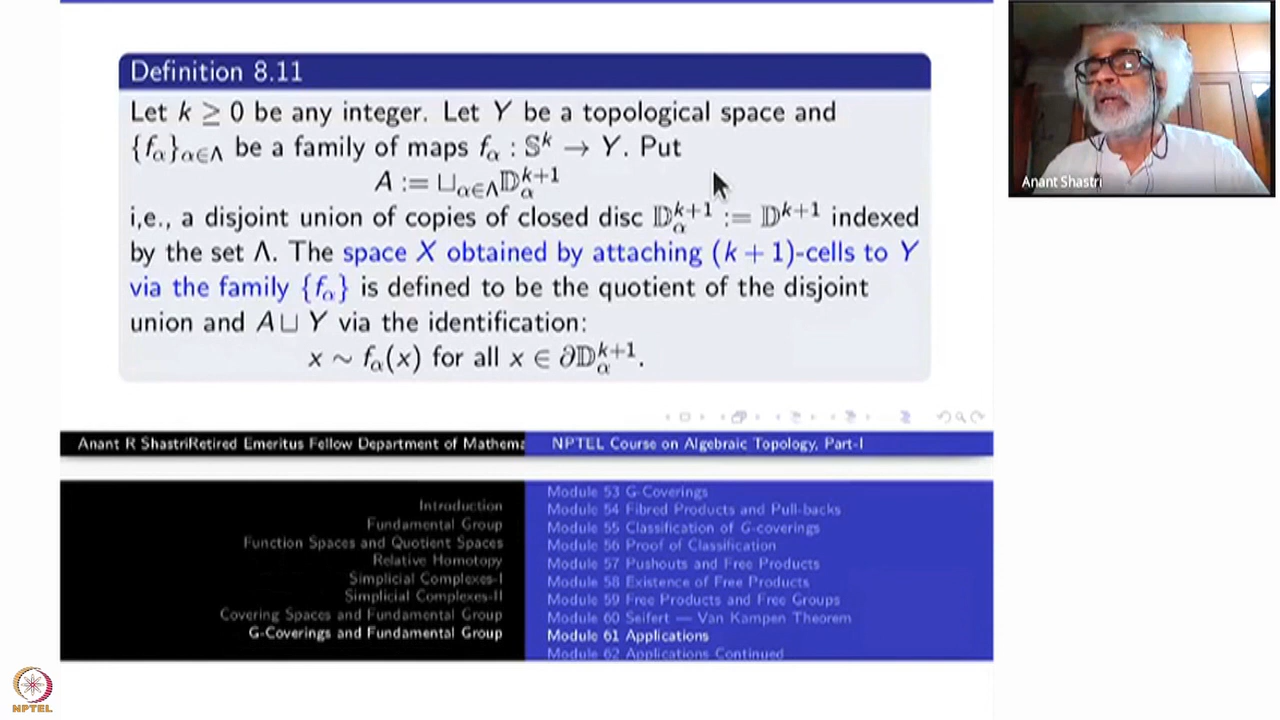 Definition 8.11
Let k ≥ 0 be any integer. Let Y be a topological space and
{fα}α∈Λ be a family of maps fα : 𝕊ᵏ → Y. Put
A := ⊔α∈Λ𝔻α^{k+1}
i,e., a disjoint union of copies of closed disc 𝔻α^{k+1} := 𝔻^{k+1} indexed
by the set Λ. The space X obtained by attaching (k + 1)-cells to Y
via the family {fα} is defined to be the quotient of the disjoint
union and A ⊔ Y via the identification:
x ∼ fα(x) for all x ∈ ∂𝔻α^{k+1}.
Anant Shastri
Anant R ShastriRetired Emeritus Fellow Department of Mathema
NPTEL Course on Algebraic Topology, Part-I
Introduction
Fundamental Group
Function Spaces and Quotient Spaces
Relative Homotopy
Simplicial Complexes-I
Simplicial Complexes-II
Covering Spaces and Fundamental Group
G-Coverings and Fundamental Group
Module 53 G-Coverings
Module 54 Fibred Products and Pull-backs
Module 55 Classification of G-coverings
Module 56 Proof of Classification
Module 57 Pushouts and Free Products
Module 58 Existence of Free Products
Module 59 Free Products and Free Groups
Module 60 Seifert — Van Kampen Theorem
Module 61 Applications
Module 62 Applications Continued
NPTEL